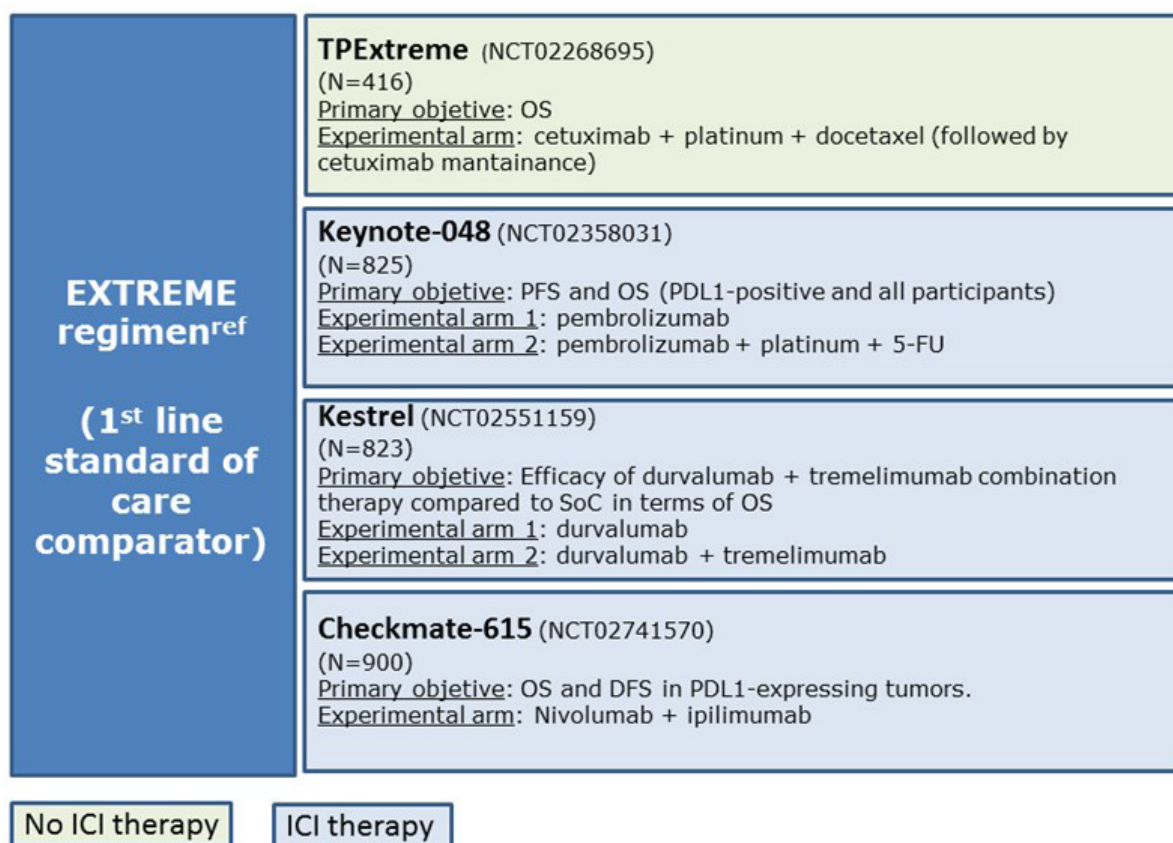 EXTREME
regimenref
(1st line
standard of
care
comparator)
TPExtreme (NCT02268695)
(N=416)
Primary objetive: OS
Experimental arm: cetuximab + platinum + docetaxel (followed by
cetuximab mantainance)
Keynote-048 (NCT02358031)
(N=825)
Primary objetive: PFS and OS (PDL1-positive and all participants)
Experimental arm 1: pembrolizumab
Experimental arm 2: pembrolizumab + platinum + 5-FU
Kestrel (NCT02551159)
(N=823)
Primary objetive: Efficacy of durvalumab + tremelimumab combination
therapy compared to SoC in terms of OS
Experimental arm 1: durvalumab
Experimental arm 2: durvalumab + tremelimumab
Checkmate-615 (NCT02741570)
(N=900)
Primary objetive: OS and DFS in PDL1-expressing tumors.
Experimental arm: Nivolumab + ipilimumab
No ICI therapy
ICI therapy